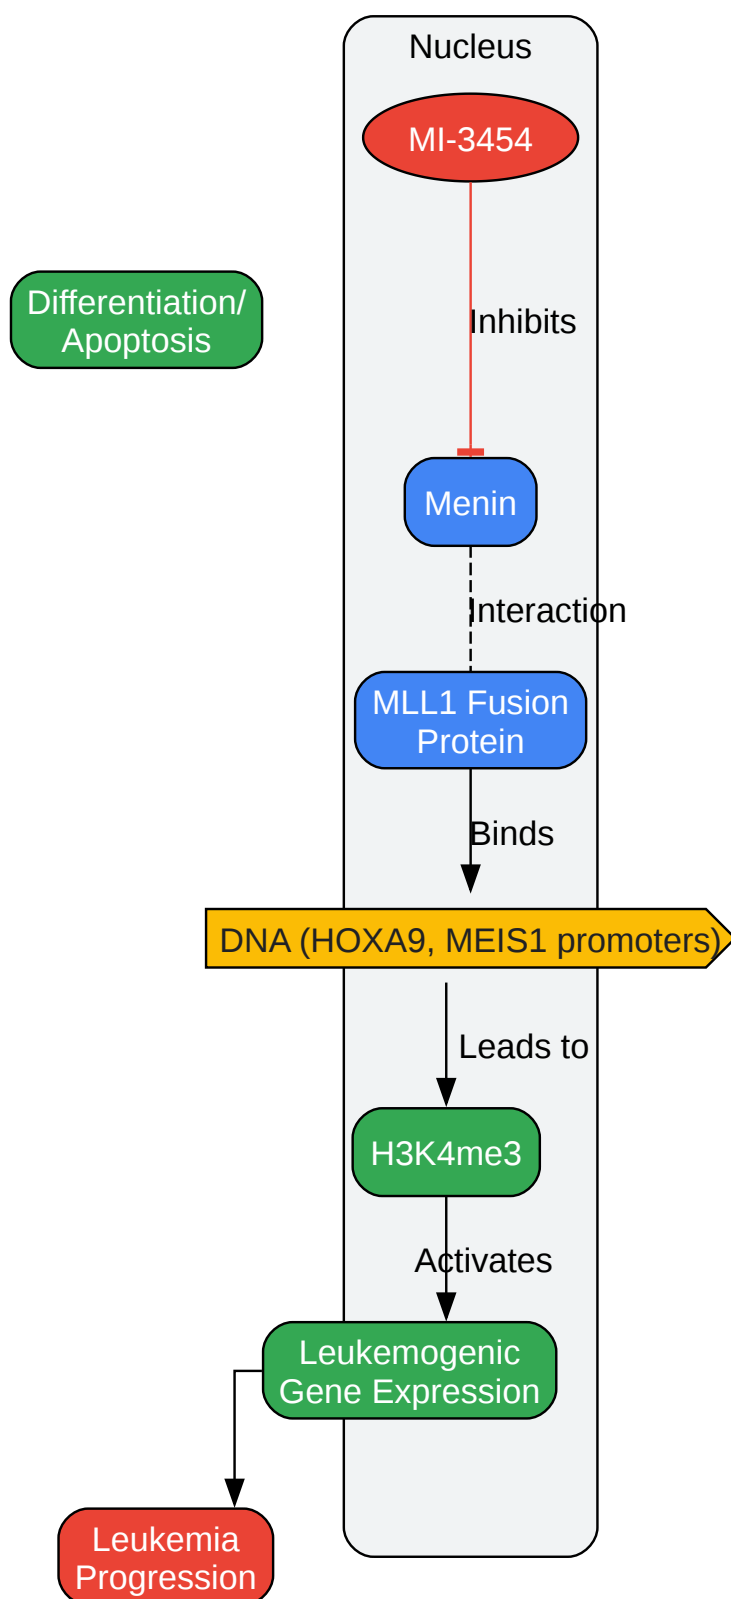 Nucleus
MI-3454
Differentiation/
Apoptosis
Inhibits
Menin
Interaction
MLL1 Fusion
Protein
Binds
DNA (HOXA9, MEIS1 promoters)
Leads to
H3K4me3
Activates
Leukemogenic
Gene Expression
Leukemia
Progression